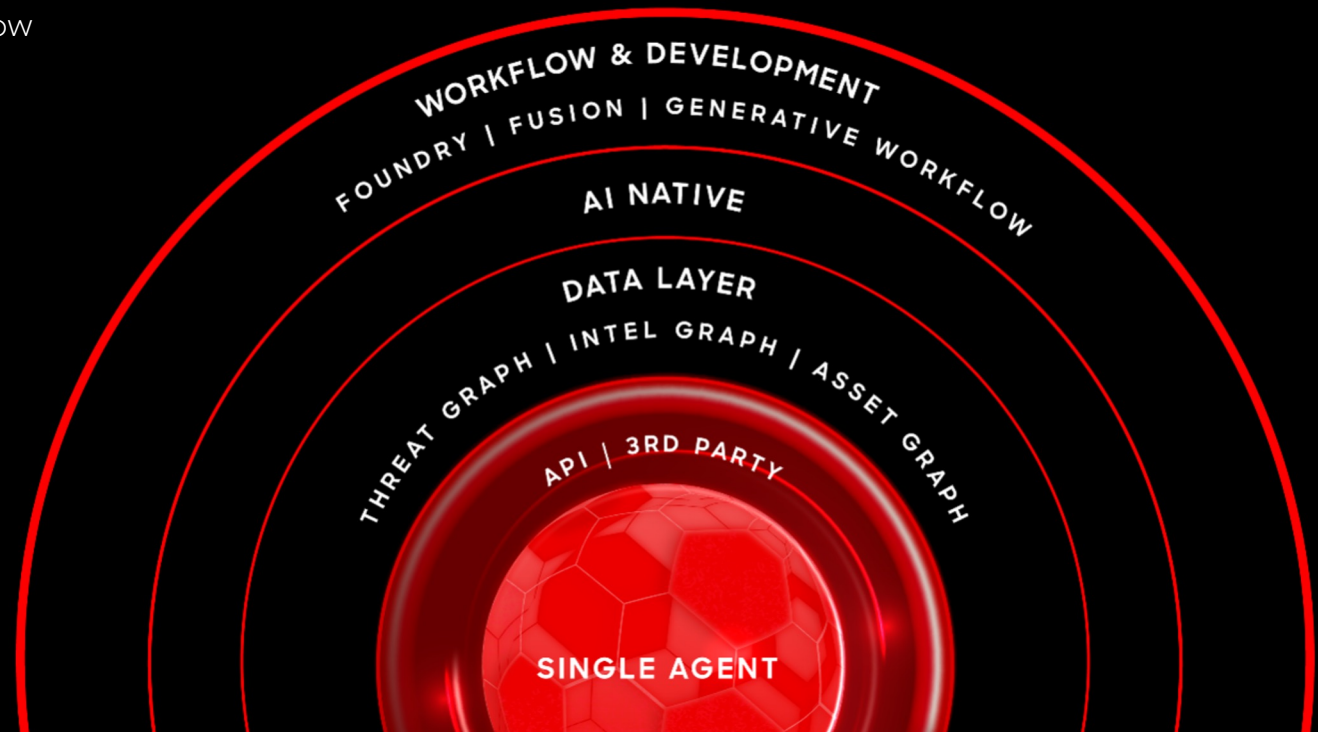 ow
WORKFLOW & DEVELOPMENT
FOUNDRY | FUSION | GENERATIVE WORKFLOW
AI NATIVE
DATA LAYER
THREAT GRAPH | INTEL GRAPH | ASSET GRAPH
API | 3RD PARTY
SINGLE AGENT